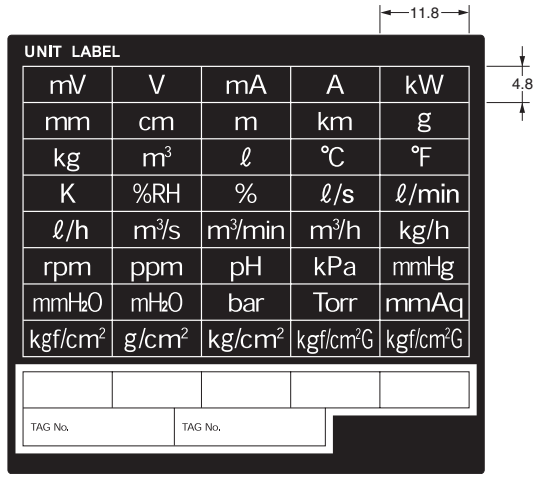 11.8
UNIT LABEL
mV V mA A kW
4.8
mm cm m km g
kg m³ ℓ °C °F
K %RH % ℓ/s ℓ/min
ℓ/h m³/s m³/min m³/h kg/h
rpm ppm pH kPa mmHg
mmH₂O mH₂O bar Torr mmAq
kgf/cm² g/cm² kg/cm² kgf/cm²G kgf/cm²G
TAG No. TAG No.